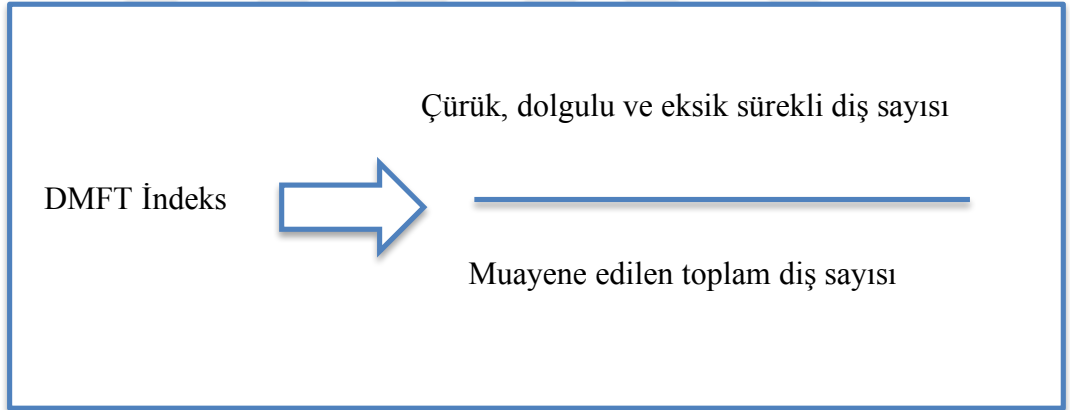 Çürük, dolgulu ve eksik sürekli diş sayısı
DMFT İndeks
Muayene edilen toplam diş sayısı